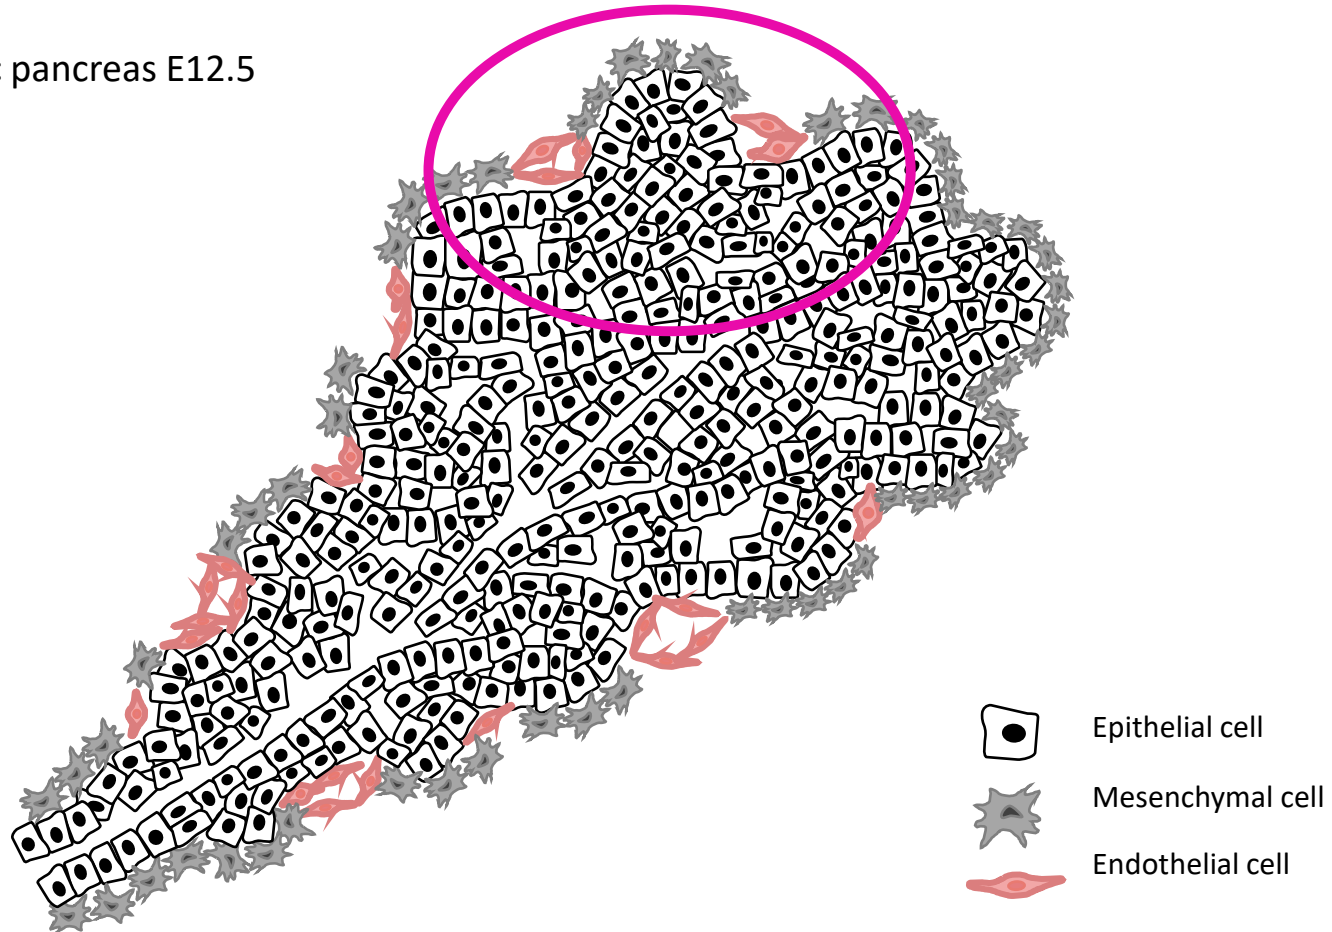 pancreas E12.5
Epithelial cell
Mesenchymal cell
Endothelial cell